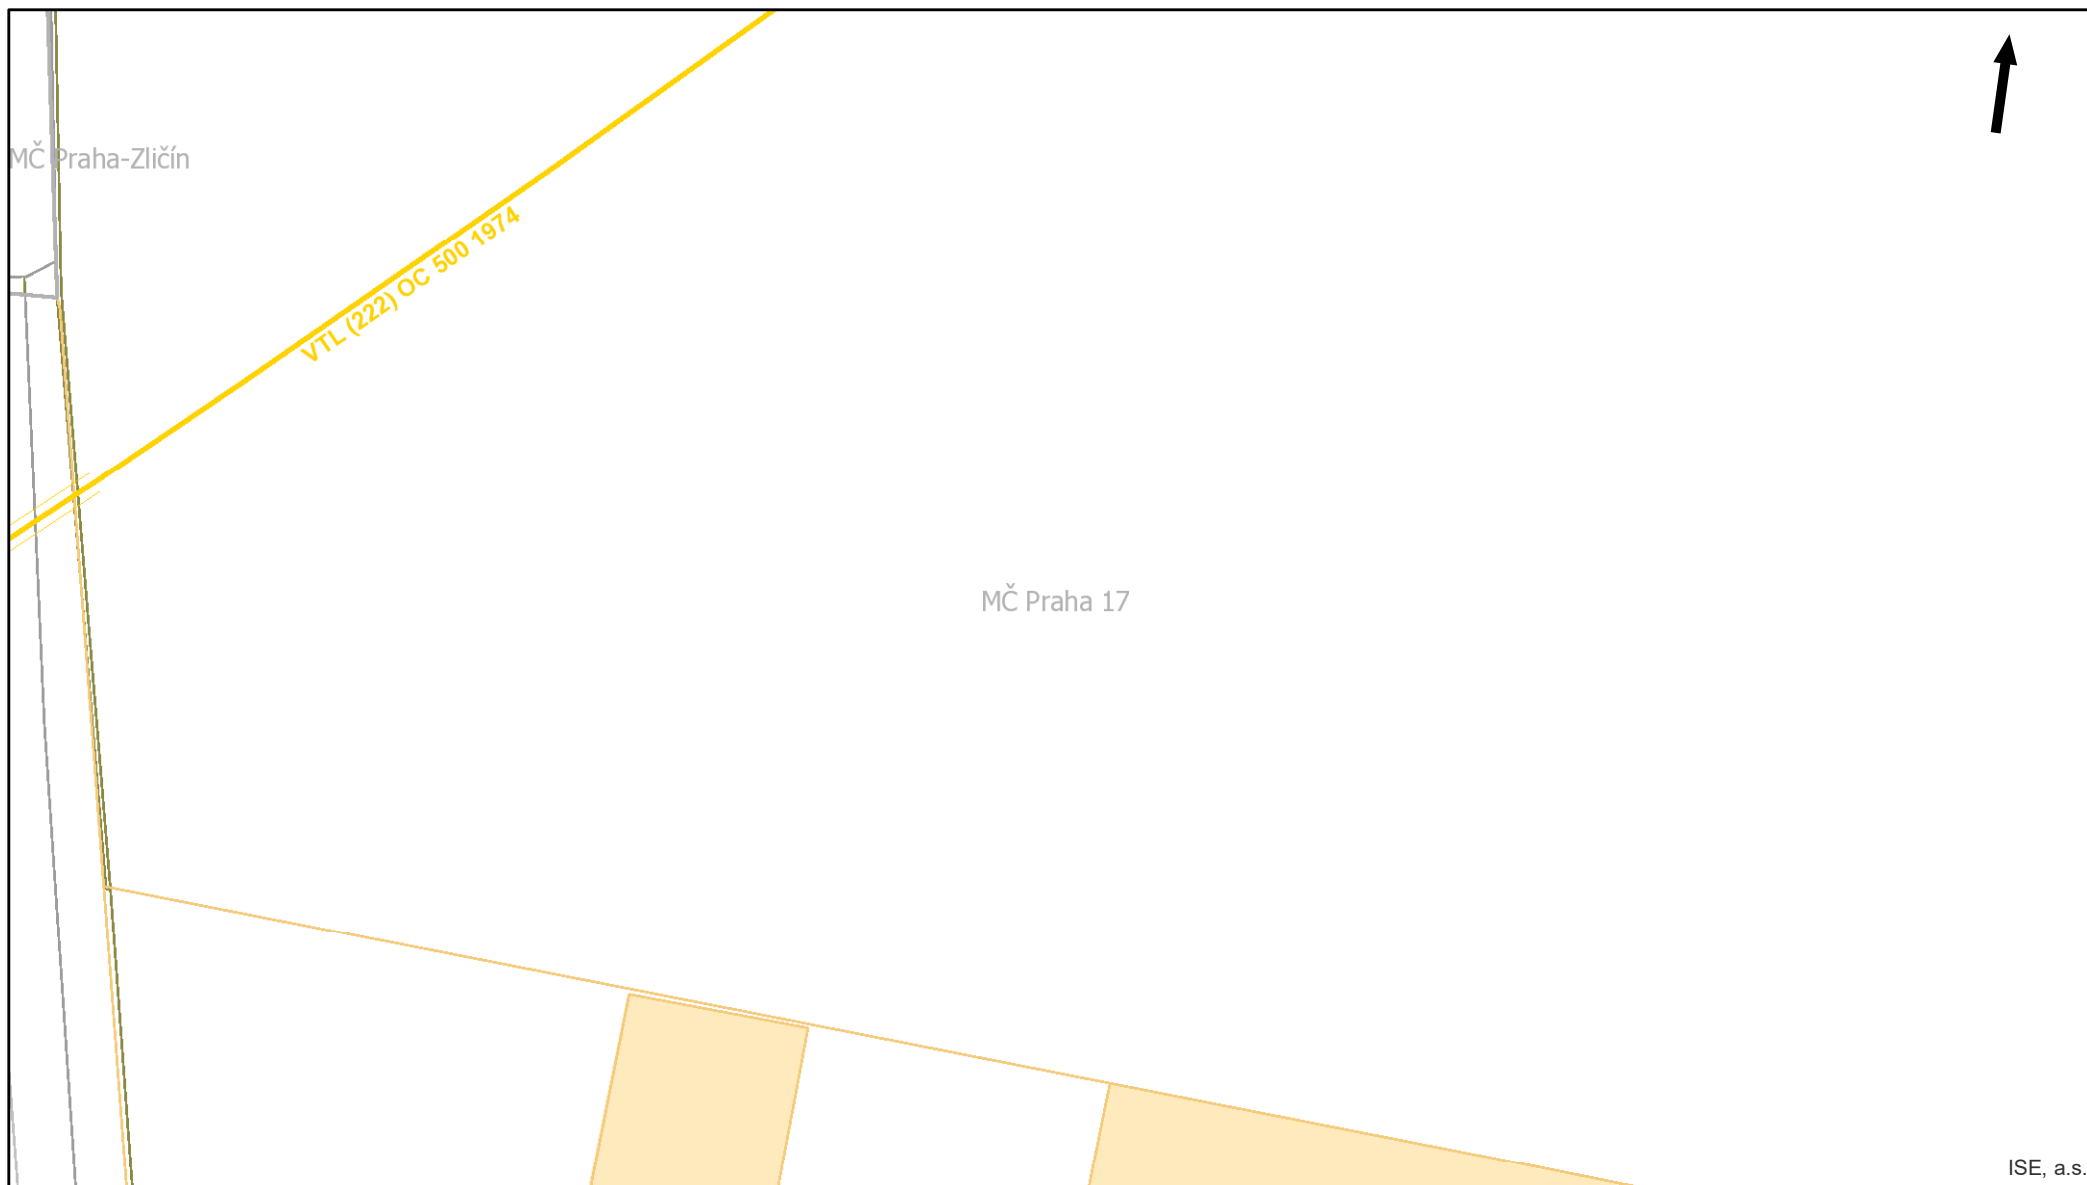 MČ Praha-Zličín
VTL (222) OC 500 1974
MČ Praha 17
ISE, a.s.